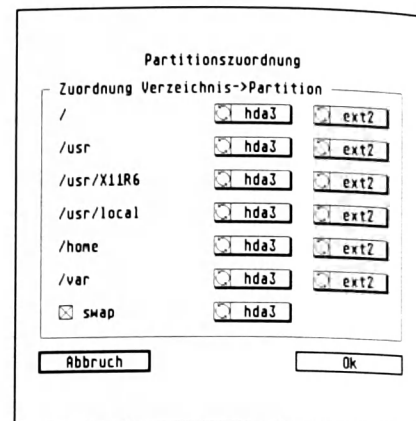 Partitionszuordnung
Zuordnung Verzeichnis->Partition
/ hda3 ext2
/usr hda3 ext2
/usr/X11R6 hda3 ext2
/usr/local hda3 ext2
/home hda3 ext2
/var hda3 ext2
swap hda3
Abbruch Ok